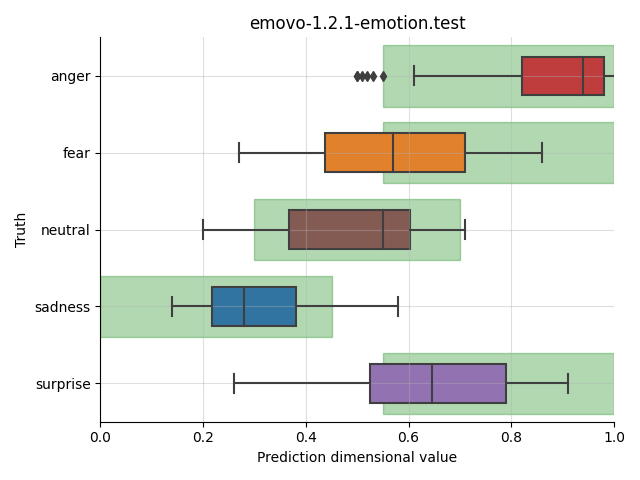 emovo-1.2.1-emotion.test
Truth
anger
fear
neutral
sadness
surprise
0.0 0.2 0.4 0.6 0.8 1.0
Prediction dimensional value